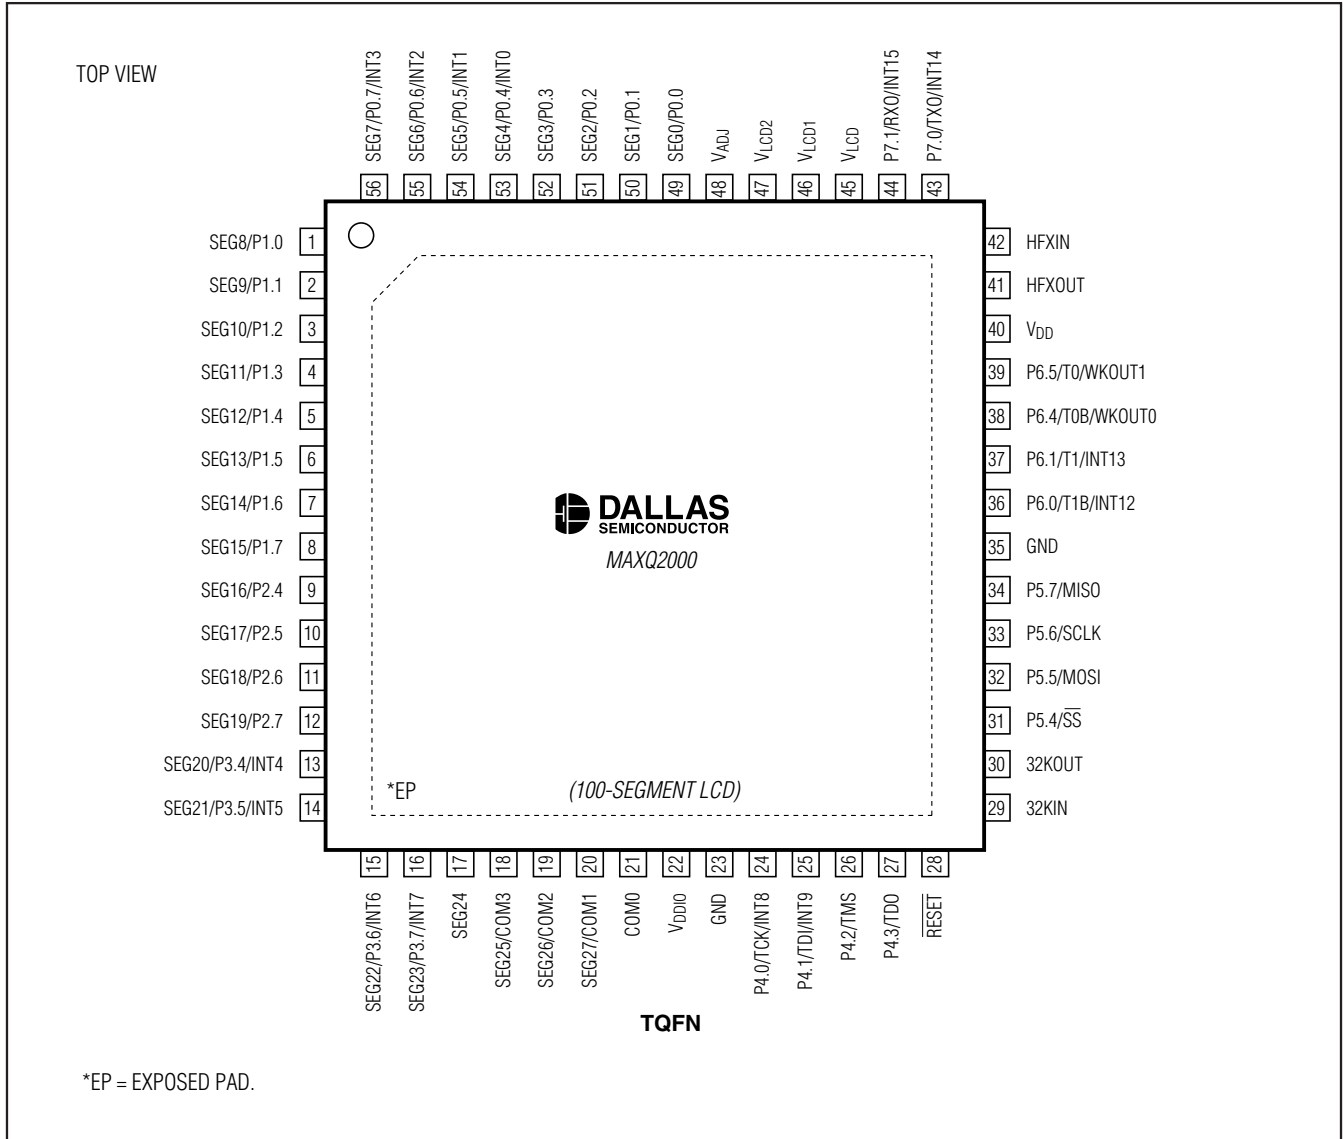 TOP VIEW
SEG7/P0.7/INT3
SEG6/P0.6/INT2
SEG5/P0.5/INT1
SEG4/P0.4/INT0
SEG3/P0.3
SEG2/P0.2
SEG1/P0.1
SEG0/P0.0
VADJ
VLCD2
VLCD1
VLCD
P7.1/RX0/INT15
P7.0/TX0/INT14
56 55 54 53 52 51 50 49 48 47 46 45 44 43
SEG8/P1.0 1
SEG9/P1.1 2
SEG10/P1.2 3
SEG11/P1.3 4
SEG12/P1.4 5
SEG13/P1.5 6
SEG14/P1.6 7
SEG15/P1.7 8
SEG16/P2.4 9
SEG17/P2.5 10
SEG18/P2.6 11
SEG19/P2.7 12
SEG20/P3.4/INT4 13
SEG21/P3.5/INT5 14
42 HFXIN
41 HFXOUT
40 VDD
39 P6.5/T0/WKOUT1
38 P6.4/T0B/WKOUT0
37 P6.1/T1/INT13
36 P6.0/T1B/INT12
35 GND
34 P5.7/MISO
33 P5.6/SCLK
32 P5.5/MOSI
31 P5.4/S̅S̅
30 32KOUT
29 32KIN
DALLAS
SEMICONDUCTOR
MAXQ2000
*EP
(100-SEGMENT LCD)
15 16 17 18 19 20 21 22 23 24 25 26 27 28
SEG22/P3.6/INT6
SEG23/P3.7/INT7
SEG24
SEG25/COM3
SEG26/COM2
SEG27/COM1
COM0
VDDIO
GND
P4.0/TCK/INT8
P4.1/TDI/INT9
P4.2/TMS
P4.3/TDO
R̅E̅S̅E̅T̅
TQFN
*EP = EXPOSED PAD.